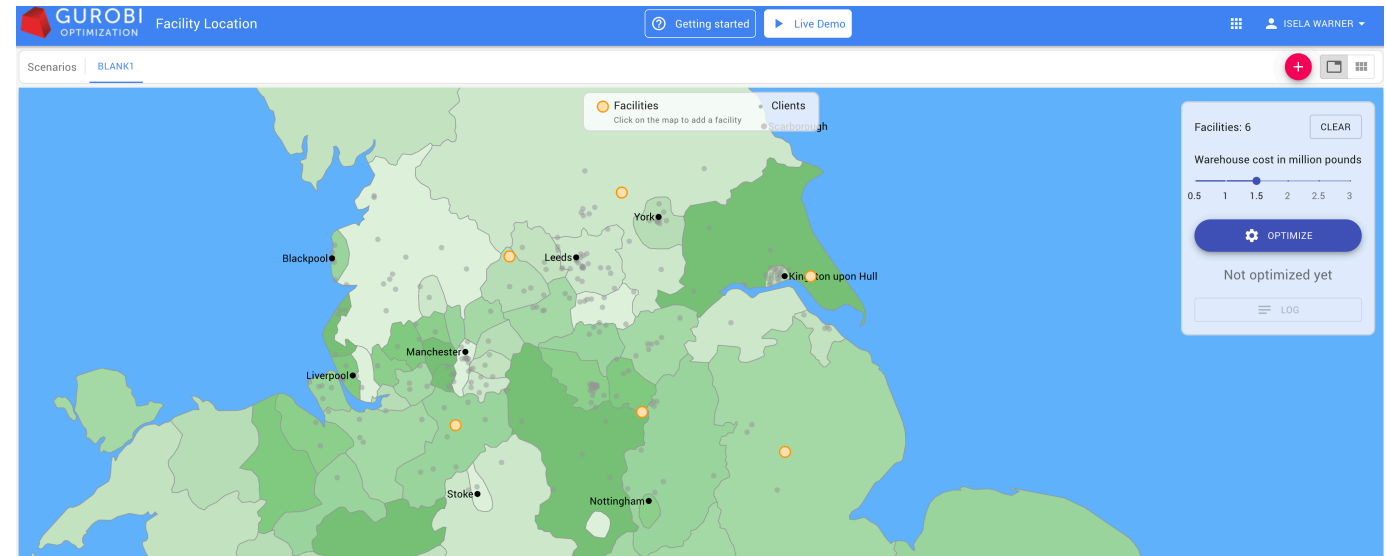 GUROBI
OPTIMIZATION
Facility Location
Getting started
Live Demo
ISELA WARNER
Scenarios
BLANK1
Facilities
Click on the map to add a facility
Clients
Scarborough
Facilities: 6
CLEAR
Warehouse cost in million pounds
0.5 1 1.5 2 2.5 3
OPTIMIZE
Not optimized yet
LOG
York
Blackpool
Leeds
Kin ton upon Hull
Manchester
Liverpool
Stoke
Nottingham